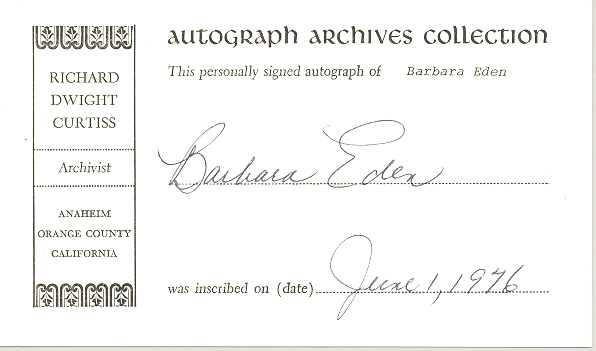 autograph archives collection
This personally signed autograph of Barbara Eden
RICHARD
DWIGHT
CURTISS
Archivist
ANAHEIM
ORANGE COUNTY
CALIFORNIA
Barbara Eden
was inscribed on (date) June 1, 1976